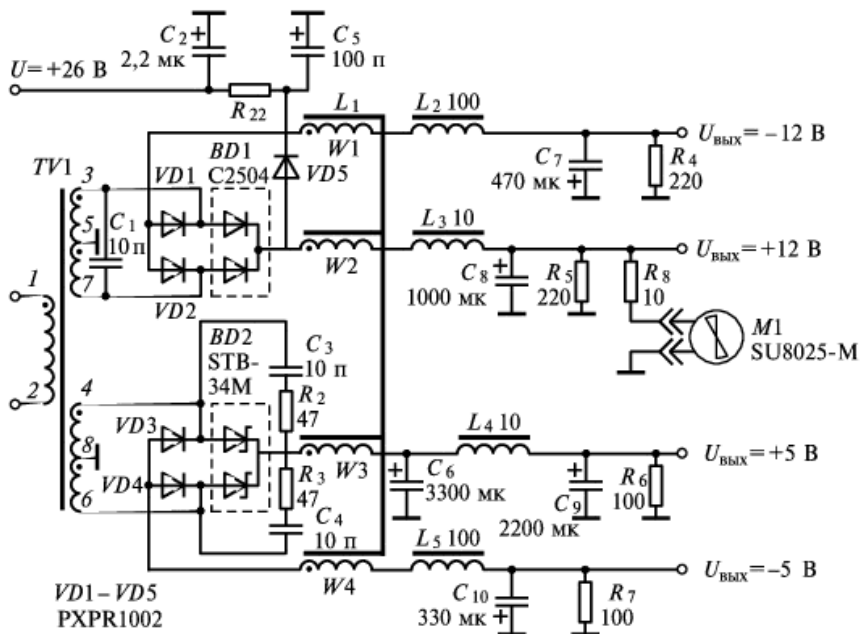 C2 +
2,2 мк
+ C5
100 п
U=+26 В
R22
L1
L2 100
W1
Uвых=–12 В
BD1
C2504
VD5
C7
470 мк +
R4
220
TV1
3
VD1
5
C1
10п
L3 10
Uвых=+12 В
7
W2
+
C8
1000 мк
R5
220
R8
10
1
VD2
M1
SU8025-M
BD2
STB-
34M
C3
10 п
2
4
R2
47
VD3
L4 10
8
Uвых=+5 В
VD4
R3
47
W3
+ C6
3300 мк
+ C9
2200 мк
R6
100
6
C4
10 п
L5 100
W4
Uвых=–5 В
VD1–VD5
PXPR1002
C10
330 мк +
R7
100